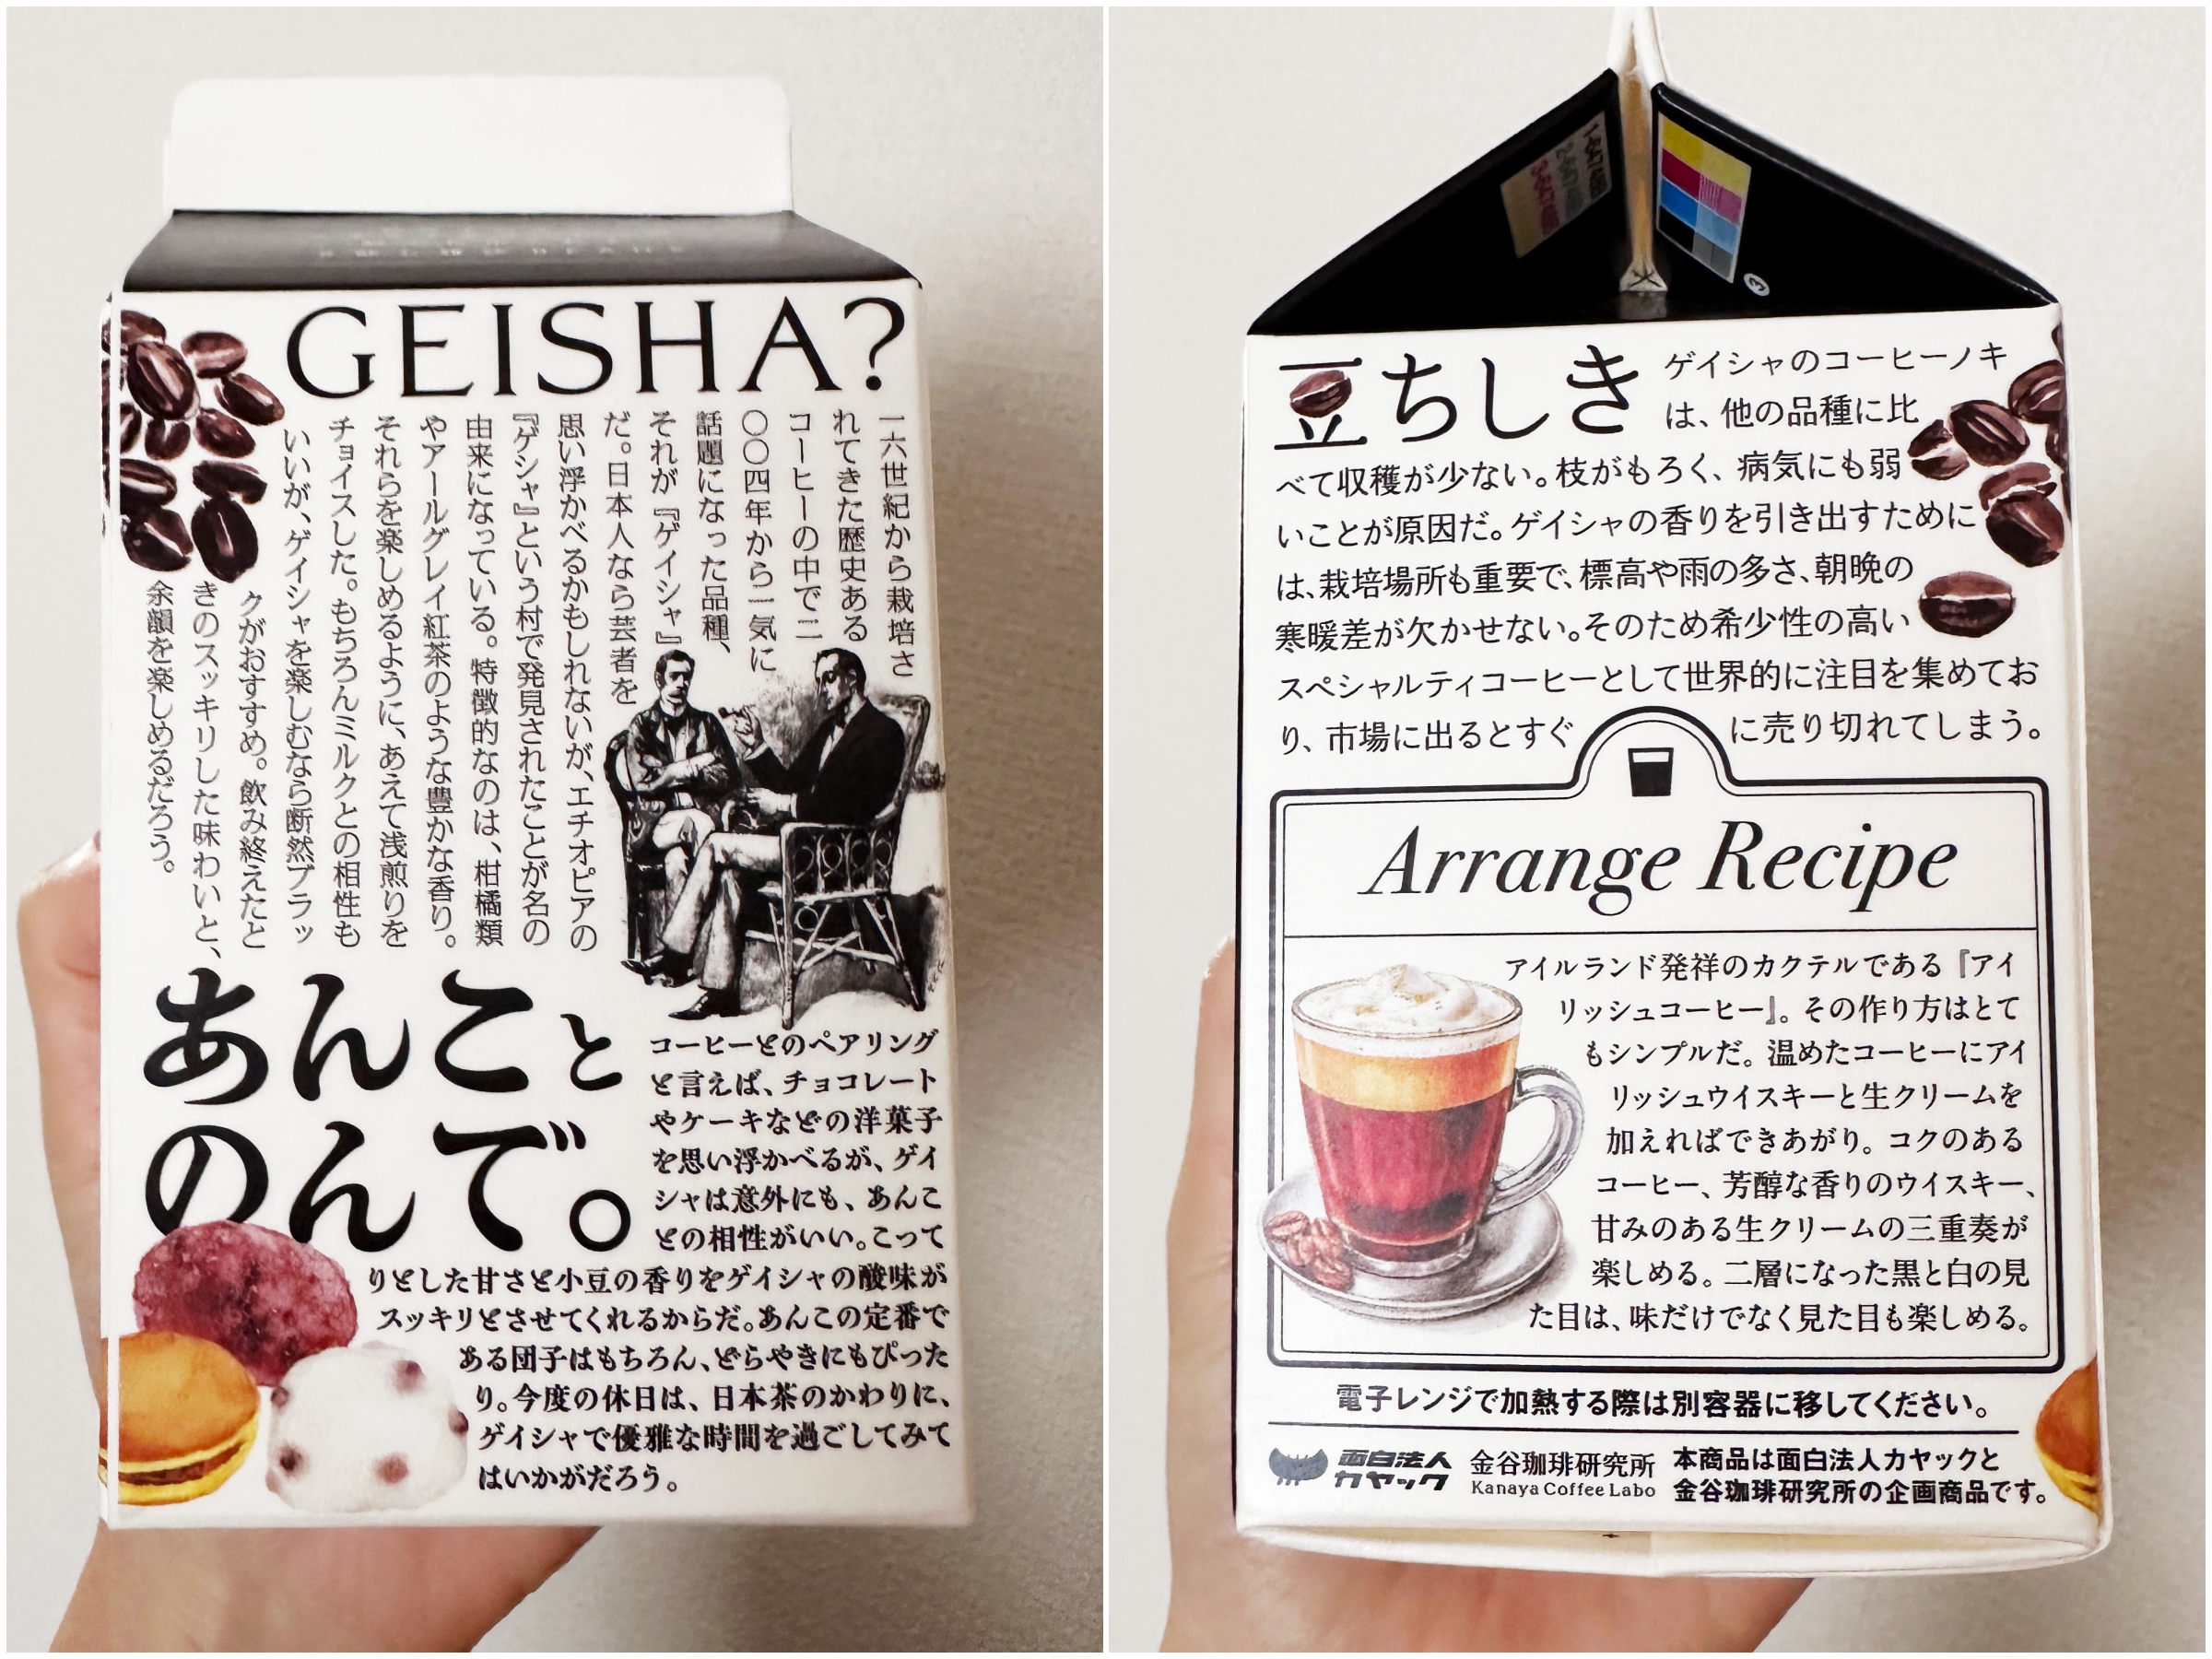 GEISHA?
一六世紀から栽培さ
れてきた歴史ある
コーヒーの中で二
〇〇四年から一気に
話題になった品種、
それが『ゲイシャ』
だ。日本人なら芸者を
思い浮かべるかもしれないが、エチオピアの
『ゲシャ』という村で発見されたことが名の
由来になっている。特徴的なのは、柑橘類
やアールグレイ紅茶のような豊かな香り。
それらを楽しめるように、あえて浅煎りを
チョイスした。もちろんミルクとの相性も
いいが、ゲイシャを楽しむなら断然ブラッ
クがおすすめ。飲み終えたと
きのスッキリした味わいと、
余韻を楽しめるだろう。
あんこと
のんで。
コーヒーとのペアリング
と言えば、チョコレート
やケーキなどの洋菓子
を思い浮かべるが、ゲイ
シャは意外にも、あんこ
との相性がいい。こって
りとした甘さと小豆の香りをゲイシャの酸味が
スッキリとさせてくれるからだ。あんこの定番で
ある団子はもちろん、どらやきにもぴった
り。今度の休日は、日本茶のかわりに、
ゲイシャで優雅な時間を過ごしてみて
はいかがだろう。
豆ちしき
ゲイシャのコーヒーノキ
は、他の品種に比
べて収穫が少ない。枝がもろく、病気にも弱
いことが原因だ。ゲイシャの香りを引き出すために
は、栽培場所も重要で、標高や雨の多さ、朝晩の
寒暖差が欠かせない。そのため希少性の高い
スペシャルティコーヒーとして世界的に注目を集めてお
り、市場に出るとすぐに売り切れてしまう。
Arrange Recipe
アイルランド発祥のカクテルである『アイ
リッシュコーヒー』。その作り方はとて
もシンプルだ。温めたコーヒーにアイ
リッシュウイスキーと生クリームを
加えればできあがり。コクのある
コーヒー、芳醇な香りのウイスキー、
甘みのある生クリームの三重奏が
楽しめる。二層になった黒と白の見
た目は、味だけでなく見た目も楽しめる。
電子レンジで加熱する際は別容器に移してください。
面白法人
カヤック
金谷珈琲研究所
Kanaya Coffee Labo
本商品は面白法人カヤックと
金谷珈琲研究所の企画商品です。